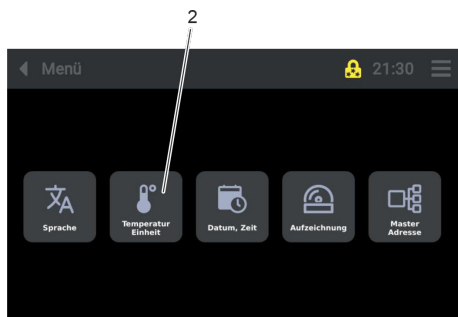 2
Menü
21:30
Sprache
Temperatur
Einheit
Datum, Zeit
Aufzeichnung
Master
Adresse